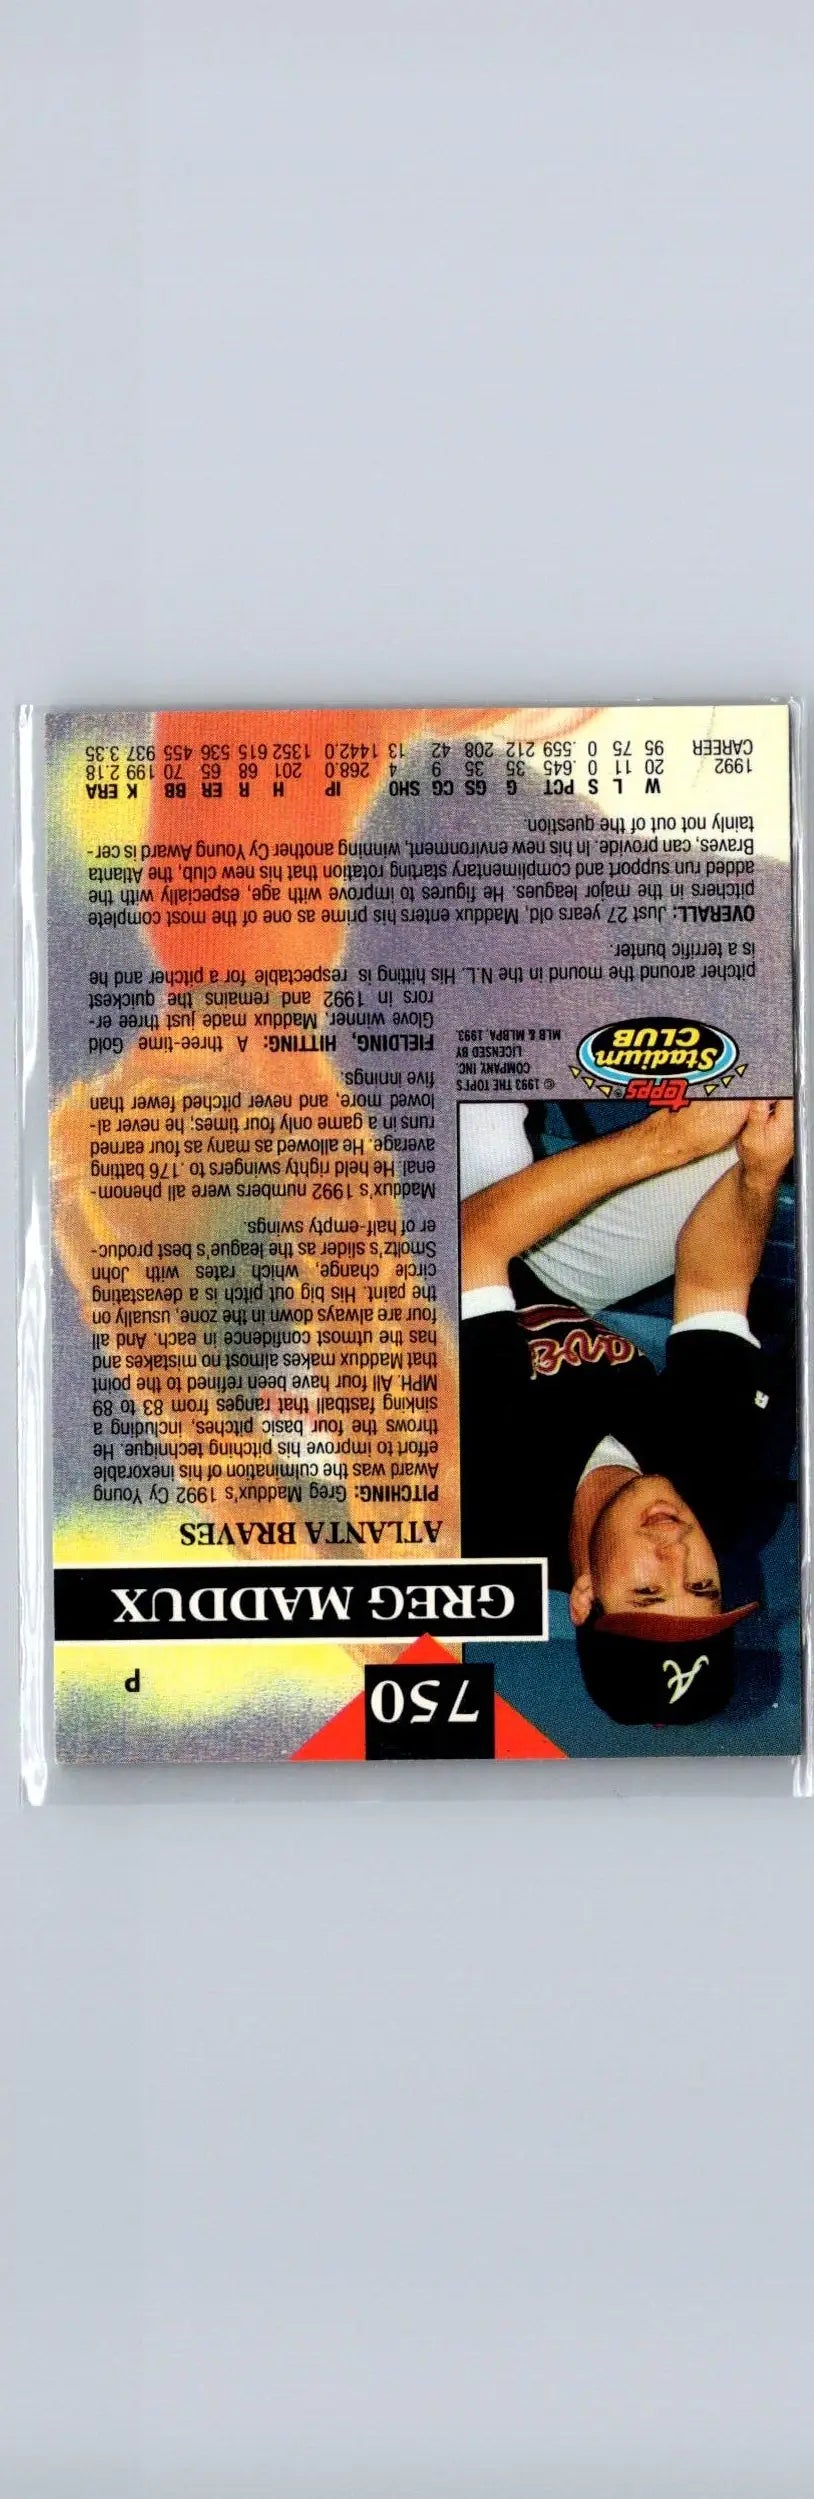 750
P
GREG MADDUX
ATLANTA BRAVES
PITCHING: Greg Maddux's 1992 Cy Young
Award was the culmination of his inexorable
effort to improve his pitching technique. He
throws the four basic pitches, including a
sinking fastball that ranges from 83 to 89
MPH. All four have been refined to the point
that Maddux makes almost no mistakes and
has the utmost confidence in each. And all
four are always down in the zone, usually on
the paint. His big out pitch is a devastating
circle change, which rates with John
Smoltz's slider as the league's best produc-
er of half-empty swings.
Maddux's 1992 numbers were all phenom-
enal. He held righty swingers to .176 batting
average. He allowed as many as four earned
runs in a game only four times; he never al-
lowed more, and never pitched fewer than
five innings.
FIELDING, HITTING: A three-time Gold
Glove winner, Maddux made just three er-
rors in 1992 and remains the quickest
pitcher around the mound in the N.L. His hitting is respectable for a pitcher and he
is a terrific bunter.
Braves
A
R
Topps®
Stadium
CLUB
© 1993 THE TOPPS
COMPANY, INC.
LICENSED BY
MLB & MLBPA, 1993.
OVERALL: Just 27 years old, Maddux enters his prime as one of the most complete
pitchers in the major leagues. He figures to improve with age, especially with the
added run support and complimentary starting rotation that his new club, the Atlanta
Braves, can provide. In his new environment, winning another Cy Young Award is cer-
tainly not out of the question.
W L S PCT G GS CG SHO IP H R ER BB K ERA
1992 20 11 0 .645 35 35 9 4 268.0 201 68 65 70 199 2.18
CAREER 95 75 0 .559 212 208 42 13 1442.0 1352 615 536 455 937 3.35